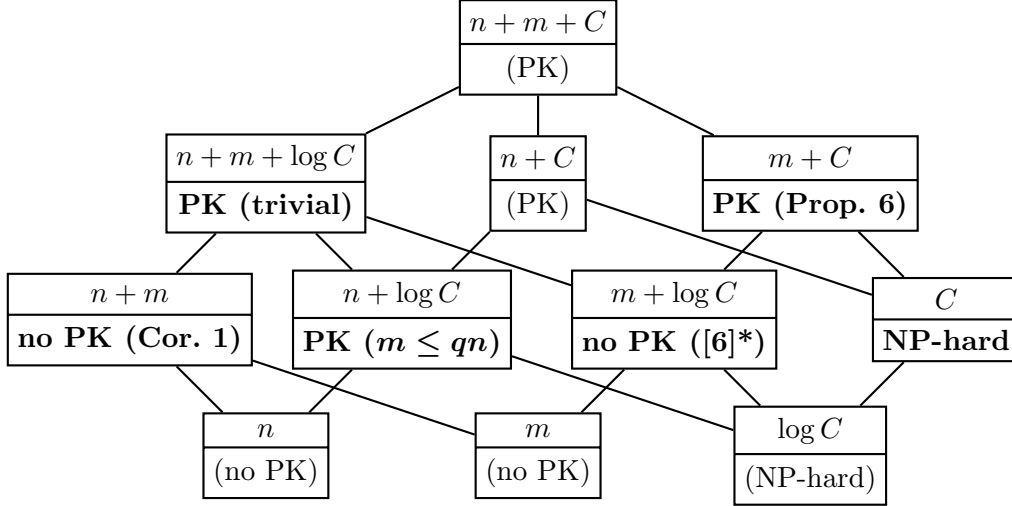 n + m + C
(PK)
n + m + log C
PK (trivial)
n + C
(PK)
m + C
PK (Prop. 6)
n + m
no PK (Cor. 1)
n + log C
PK (m ≤ qn)
m + log C
no PK ([6]*)
C
NP-hard
n
(no PK)
m
(no PK)
log C
(NP-hard)